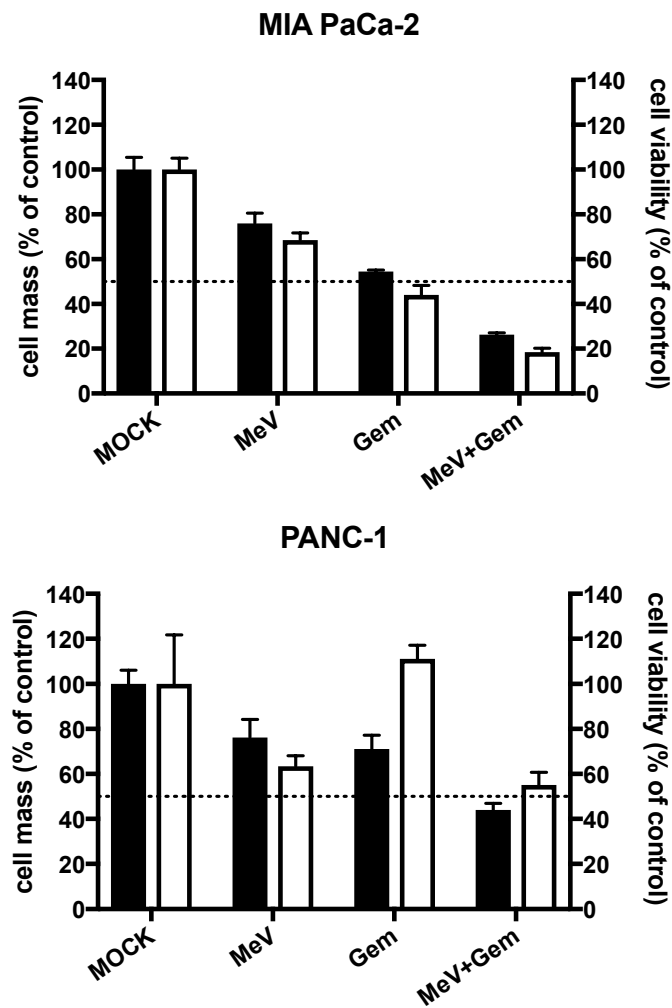 MIA PaCa-2
cell mass (% of control)
140
120
100
80
60
40
20
0
140
120
100
80
60
40
20
0
cell viability (% of control)
MOCK
MeV
Gem
MeV+Gem
PANC-1
cell mass (% of control)
140
120
100
80
60
40
20
0
140
120
100
80
60
40
20
0
cell viability (% of control)
MOCK
MeV
Gem
MeV+Gem